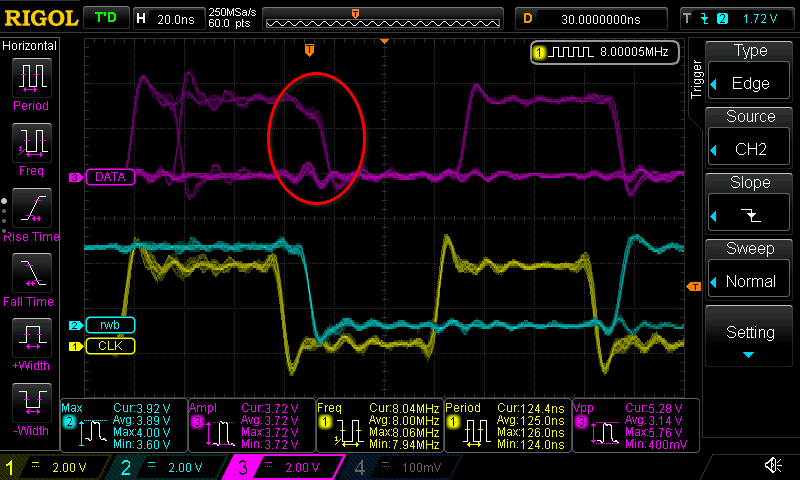 RIGOL T'D H 20.0ns 250MSa/s 60.0 pts T D 30.0000000ns T 2 1.72 V
Horizontal
Period
Freq
Rise Time
Fall Time
+Width
-Width
T
1 8.00005MHz
3 DATA
2 rwb
1 CLK
T
Trigger
Type
Edge
Source
CH2
Slope
Sweep
Normal
Setting
Max
2
Cur: 3.92 V
Avg: 3.89 V
Max: 4.00 V
Min: 3.60 V
Ampl
3
Cur: 3.72 V
Avg: 3.72 V
Max: 3.72 V
Min: 3.72 V
Freq
1
Cur: 8.04MHz
Avg: 8.00MHz
Max: 8.06MHz
Min: 7.94MHz
Period
1
Cur: 124.4ns
Avg: 125.0ns
Max: 126.0ns
Min: 124.0ns
Vpp
3
Cur: 5.28 V
Avg: 3.14 V
Max: 5.76 V
Min: 400mV
1 2.00 V 2 2.00 V 3 2.00 V 4 100mV